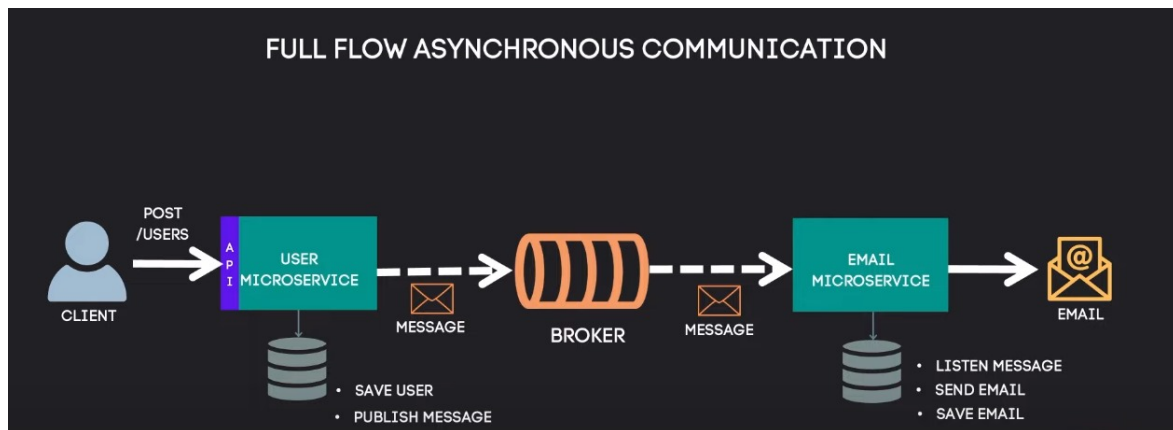 FULL FLOW ASYNCHRONOUS COMMUNICATION
POST
/USERS
CLIENT
API
USER
MICROSERVICE
• SAVE USER
• PUBLISH MESSAGE
MESSAGE
BROKER
MESSAGE
EMAIL
MICROSERVICE
• LISTEN MESSAGE
• SEND EMAIL
• SAVE EMAIL
@
EMAIL